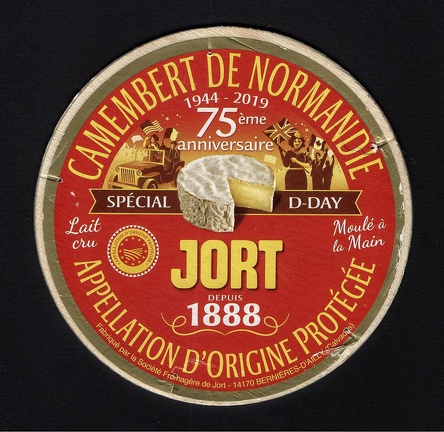 CAMEMBERT DE NORMANDIE
1944 - 2019
75ème
anniversaire
SPÉCIAL
D-DAY
Lait
cru
Moulé à
la Main
JORT
DEPUIS
1888
APPELLATION D'ORIGINE PROTÉGÉE
Fabriqué par la Société Fromagère de Jort - 14170 BERNIÈRES-D'AILLY (Calvados)